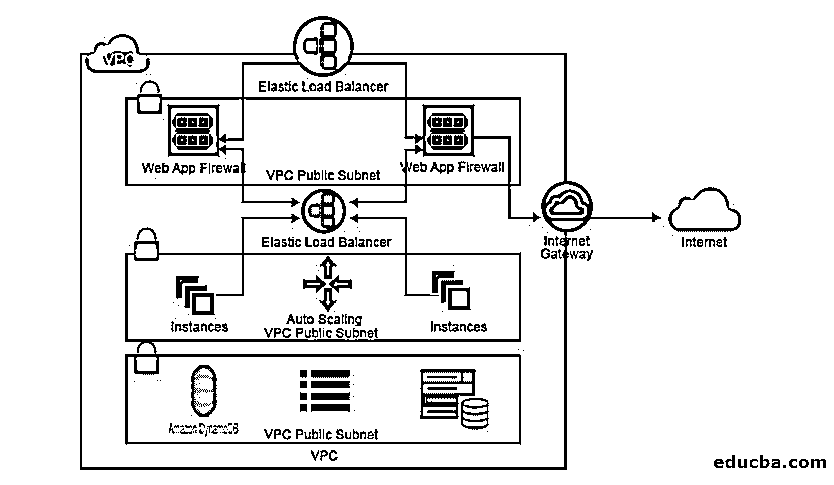 VPC
Elastic Load Balancer
Web App Firewall
Web App Firewall
VPC Public Subnet
Elastic Load Balancer
Internet
Gateway
Internet
Instances
Auto Scaling
Instances
VPC Public Subnet
Amazon DynamoDB
VPC Public Subnet
VPC
educba.com